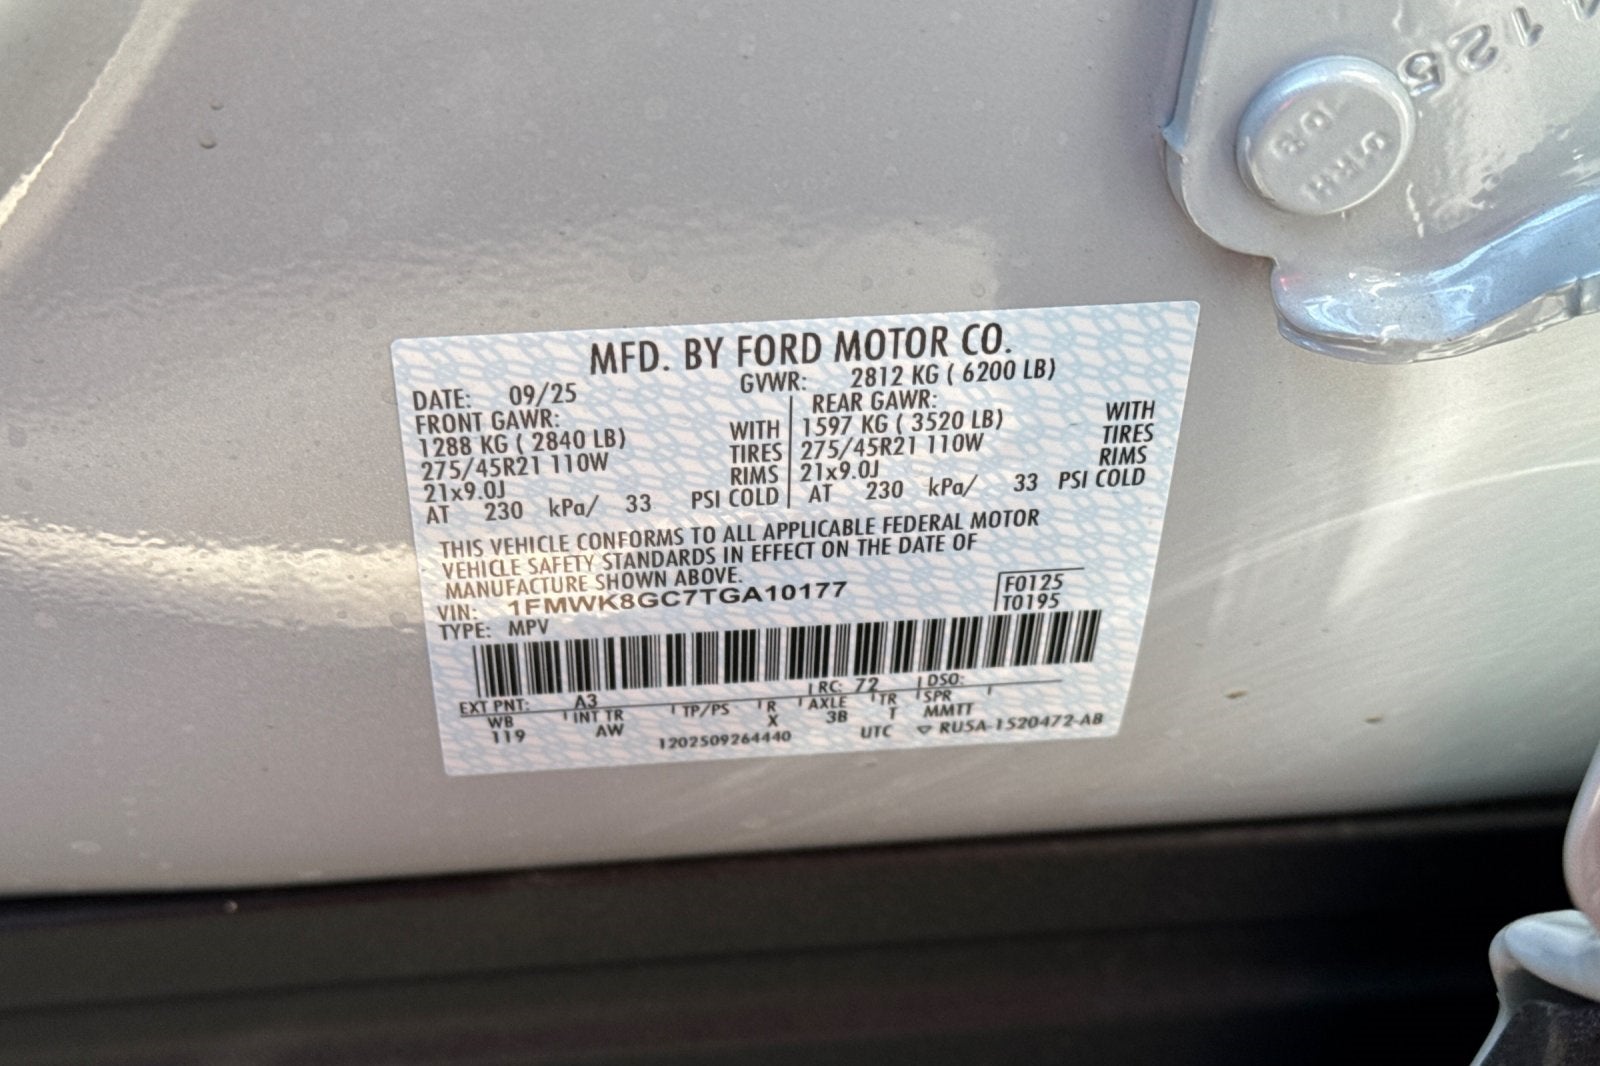 125
MFD. BY FORD MOTOR CO.
DATE: 09/25 GVWR: 2812 KG ( 6200 LB)
FRONT GAWR: REAR GAWR:
1288 KG ( 2840 LB) WITH 1597 KG ( 3520 LB) WITH
275/45R21 110W TIRES 275/45R21 110W TIRES
21x9.0J RIMS 21x9.0J RIMS
AT 230 kPa/ 33 PSI COLD AT 230 kPa/ 33 PSI COLD
THIS VEHICLE CONFORMS TO ALL APPLICABLE FEDERAL MOTOR
VEHICLE SAFETY STANDARDS IN EFFECT ON THE DATE OF
MANUFACTURE SHOWN ABOVE.
VIN: 1FMWK8GC7TGA10177 F0125
TYPE: MPV T0195
EXT PNT: A3 RC: 72 DSO:
WB INT TR TP/PS R AXLE TR SPR
119 AW X 3B T MMTT
1202509264440 UTC ▽ RU5A-1520472-AB